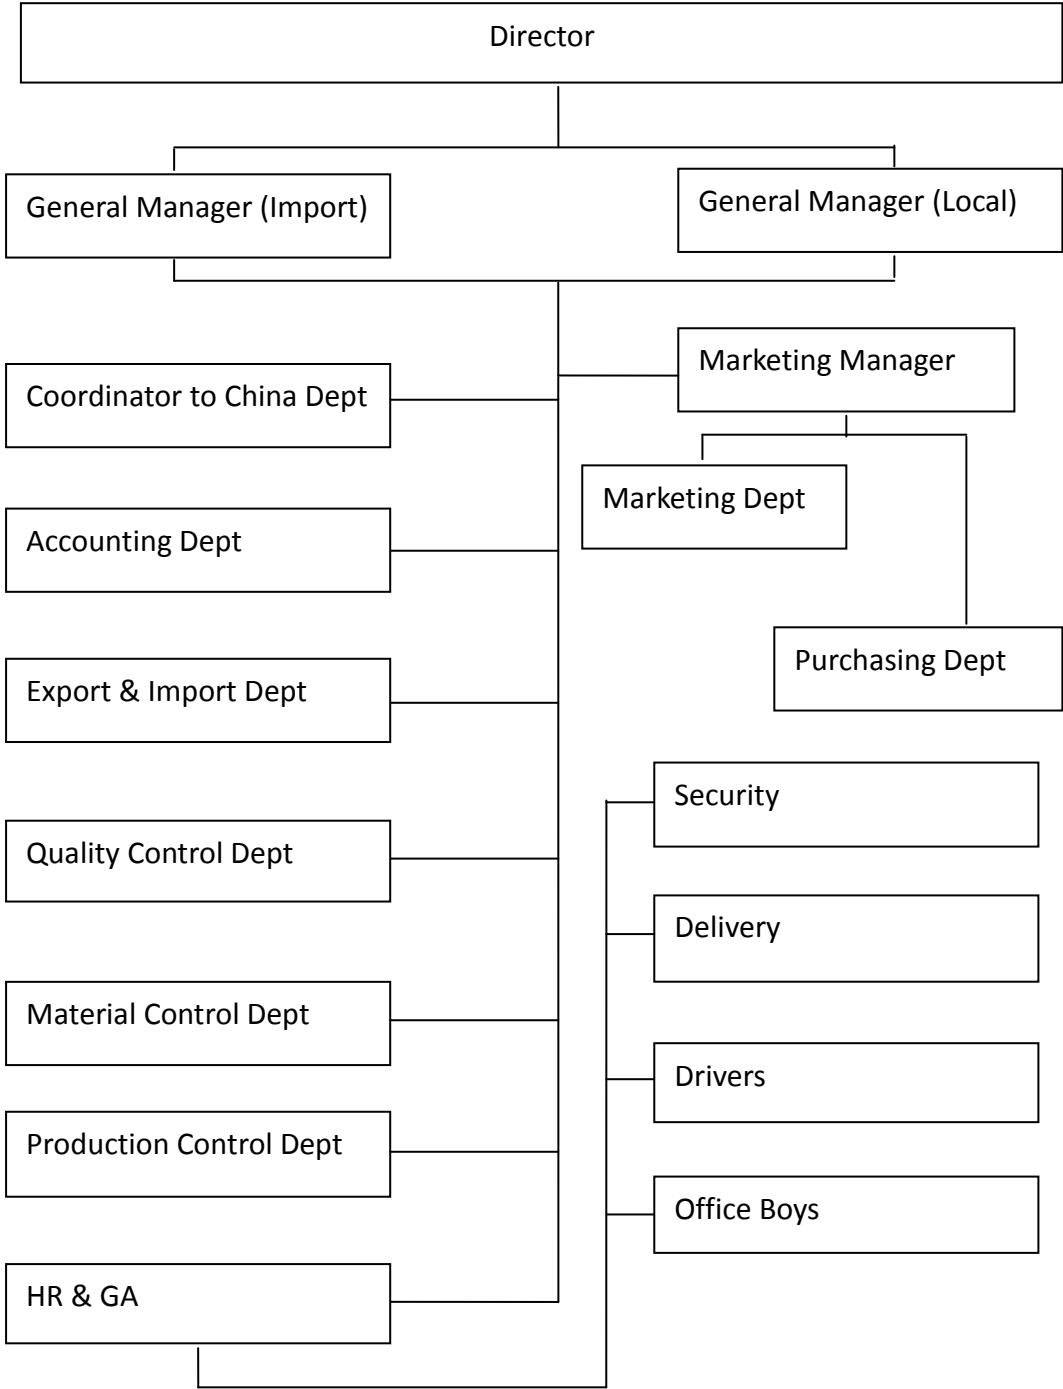 Director
General Manager (Import)
General Manager (Local)
Marketing Manager
Coordinator to China Dept
Marketing Dept
Accounting Dept
Purchasing Dept
Export & Import Dept
Security
Quality Control Dept
Delivery
Material Control Dept
Drivers
Production Control Dept
Office Boys
HR & GA